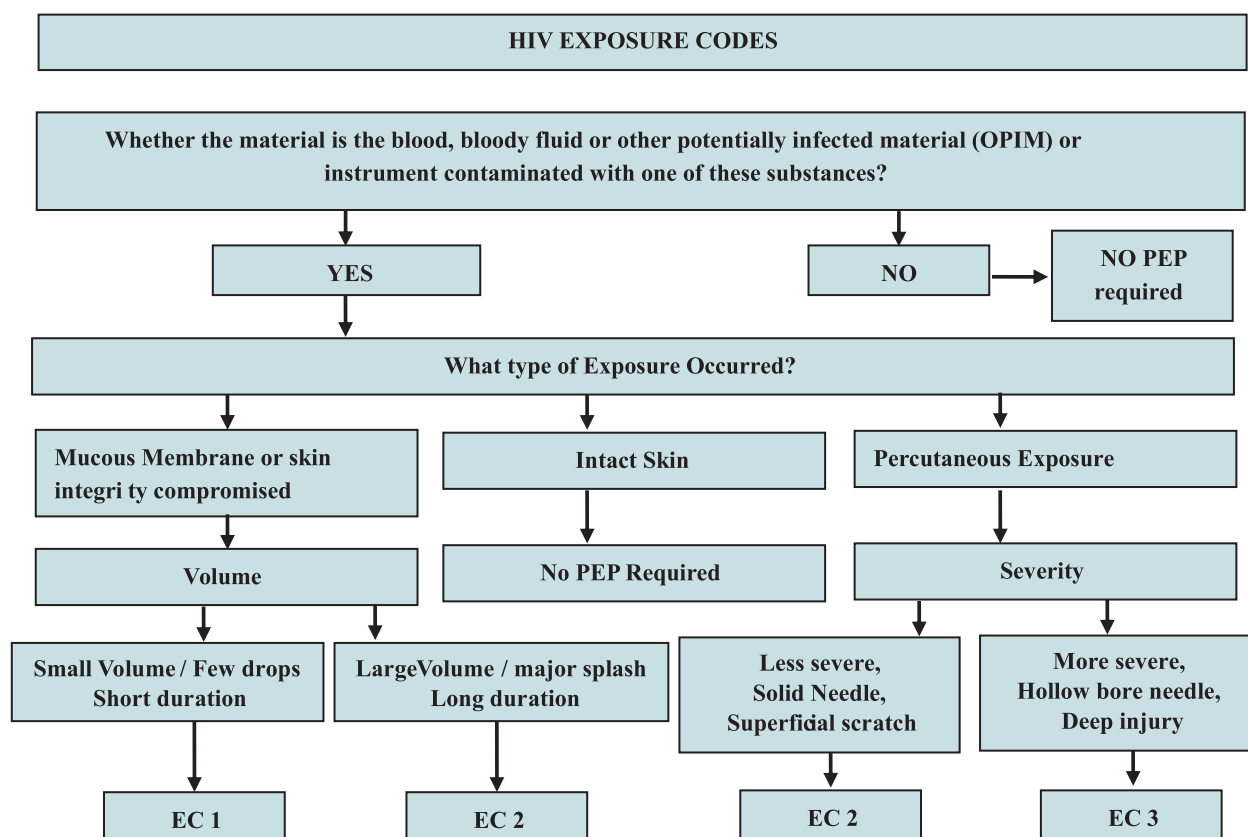 HIV EXPOSURE CODES
Whether the material is the blood, bloody fluid or other potentially infected material (OPIM) or
instrument contaminated with one of these substances?
YES
NO
NO PEP
required
What type of Exposure Occurred?
Mucous Membrane or skin
integri ty compromised
Intact Skin
Percutaneous Exposure
Volume
No PEP Required
Severity
Small Volume / Few drops
Short duration
LargeVolume / major splash
Long duration
Less severe,
Solid Needle,
Superficial scratch
More severe,
Hollow bore needle,
Deep injury
EC 1
EC 2
EC 2
EC 3